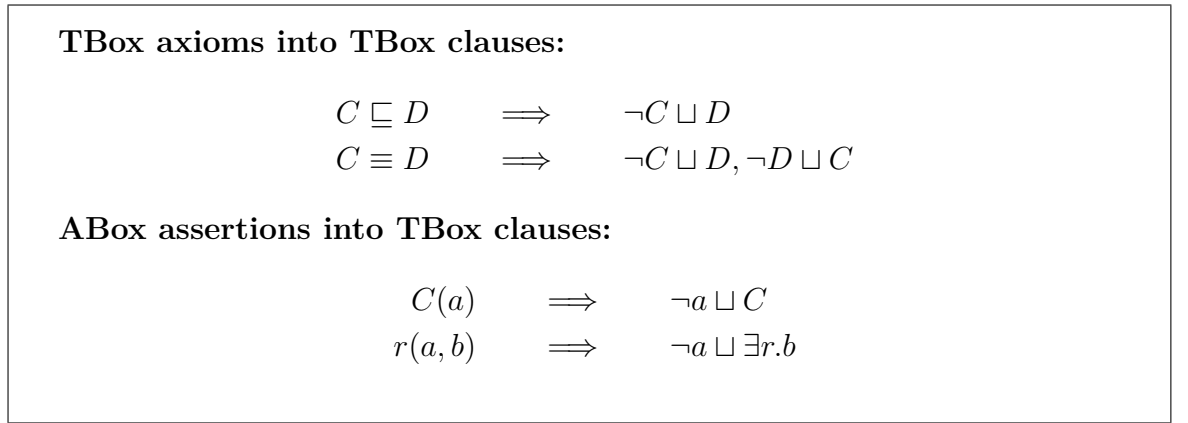 TBox axioms into TBox clauses:
C ⊑ D ⟹ ¬C ⊔ D
C ≡ D ⟹ ¬C ⊔ D, ¬D ⊔ C
ABox assertions into TBox clauses:
C(a) ⟹ ¬a ⊔ C
r(a, b) ⟹ ¬a ⊔ ∃r.b